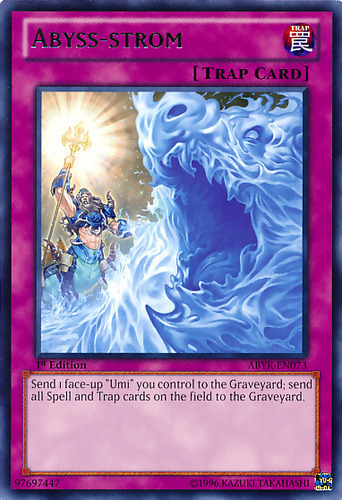 Abyss-strom
TRAP
罠
[Trap Card]
1st Edition
ABYR-EN073
Send 1 face-up "Umi" you control to the Graveyard; send
all Spell and Trap cards on the field to the Graveyard.
97697447
©1996 KAZUKI TAKAHASHI